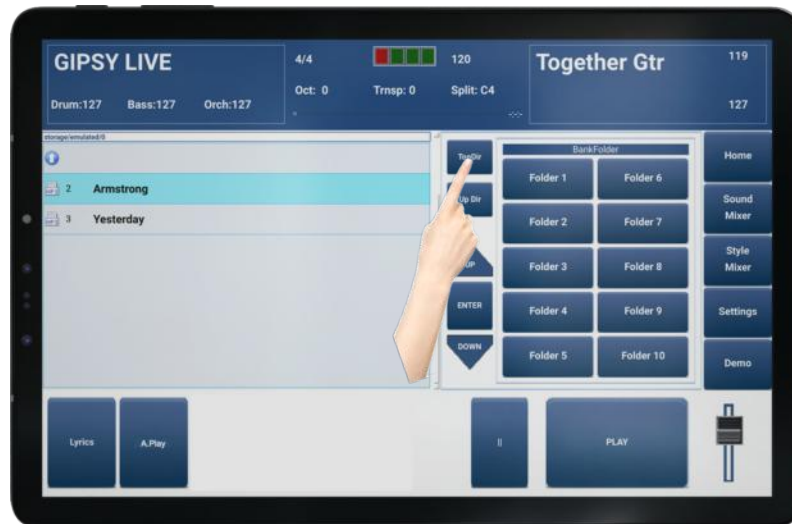 GIPSY LIVE
4/4
120
Together Gtr
119
Oct: 0
Trnsp: 0
Split: C4
Drum:127
Bass:127
Orch:127
127
storage/emulated/0
2 Armstrong
3 Yesterday
Up Dir
UP
ENTER
DOWN
BankFolder
Folder 1
Folder 6
Folder 2
Folder 7
Folder 3
Folder 8
Folder 4
Folder 9
Folder 5
Folder 10
Home
Sound
Mixer
Style
Mixer
Settings
Demo
Lyrics
A.Play
||
PLAY